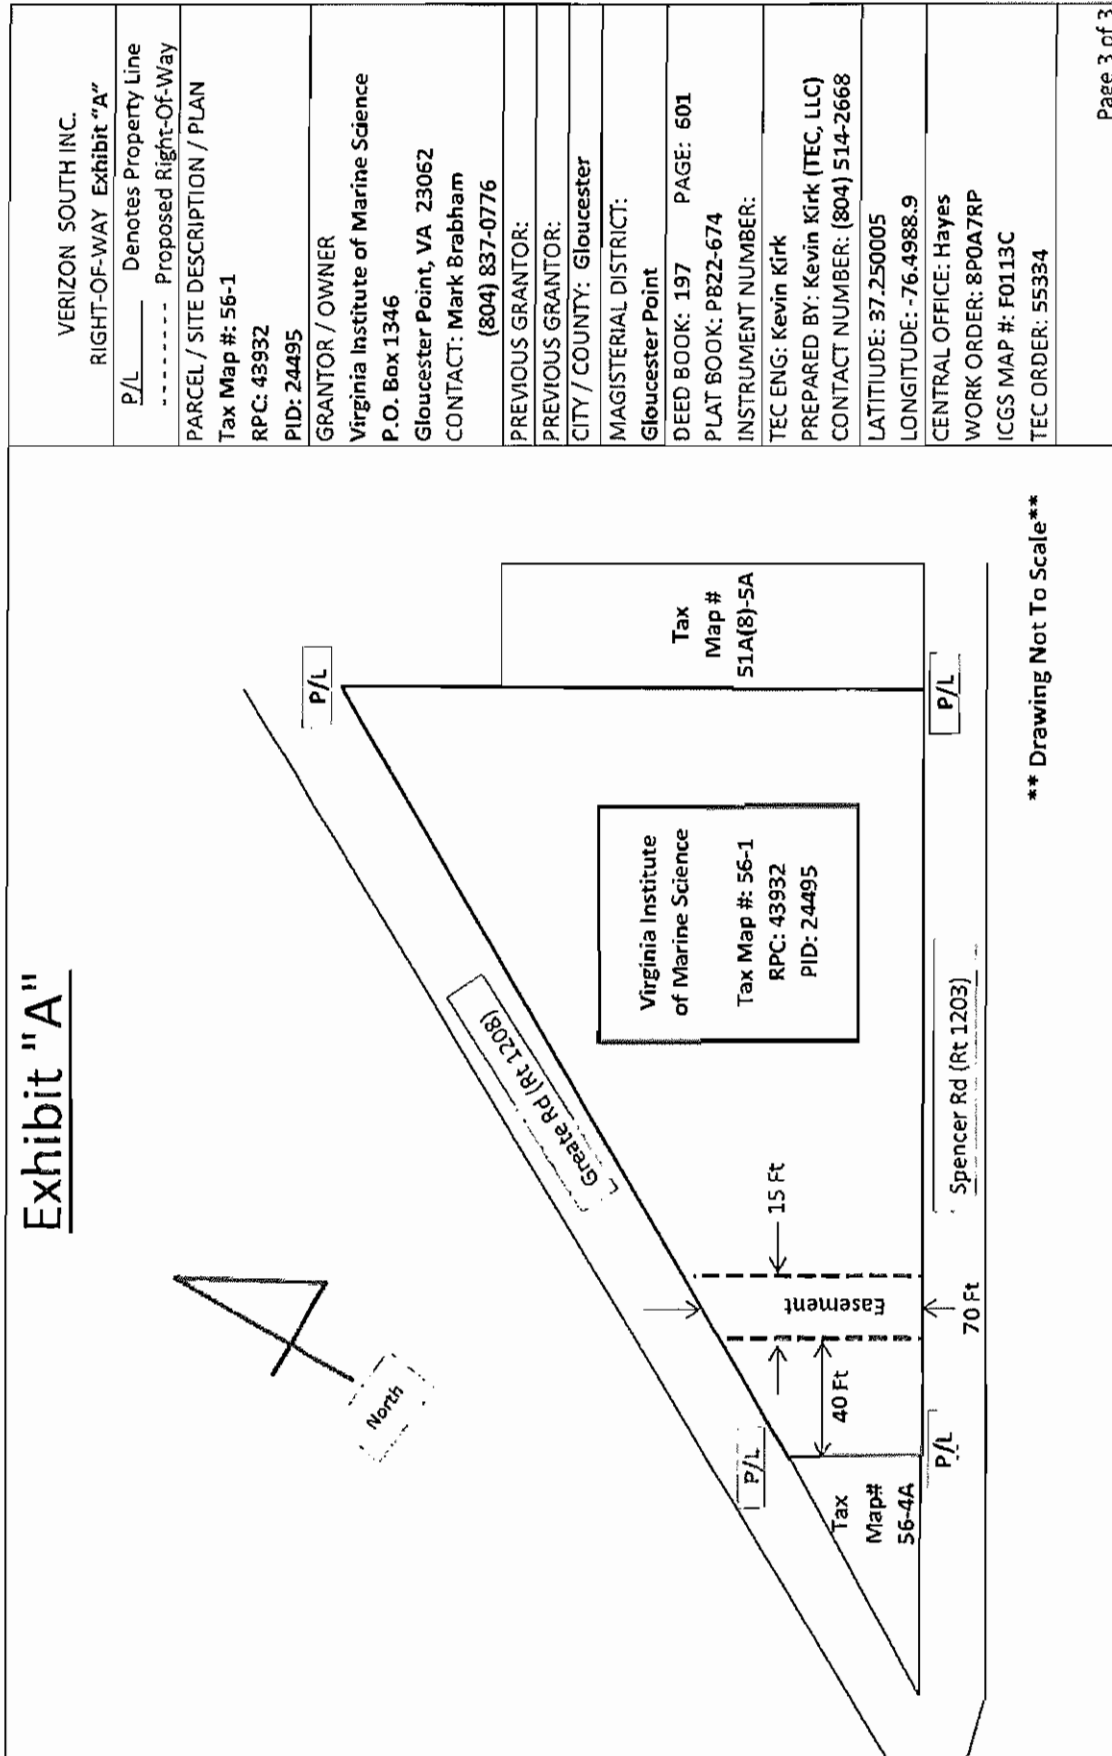 Exhibit "A"
North
Greate Rd (Rt 1208)
P/L
P/L
Tax
Map#
56-4A
P/L
40 Ft
Easement
15 Ft
70 Ft
Spencer Rd (Rt 1203)
Virginia Institute
of Marine Science
Tax Map #: 56-1
RPC: 43932
PID: 24495
Tax
Map #
51A(8)-5A
P/L
** Drawing Not To Scale**
VERIZON SOUTH INC.
RIGHT-OF-WAY Exhibit "A"
P/L Denotes Property Line
-------- Proposed Right-Of-Way
PARCEL / SITE DESCRIPTION / PLAN
Tax Map #: 56-1
RPC: 43932
PID: 24495
GRANTOR / OWNER
Virginia Institute of Marine Science
P.O. Box 1346
Gloucester Point, VA 23062
CONTACT: Mark Brabham
(804) 837-0776
PREVIOUS GRANTOR:
PREVIOUS GRANTOR:
CITY / COUNTY: Gloucester
MAGISTERIAL DISTRICT:
Gloucester Point
DEED BOOK: 197 PAGE: 601
PLAT BOOK: PB22-674
INSTRUMENT NUMBER:
TEC ENG: Kevin Kirk
PREPARED BY: Kevin Kirk (TEC, LLC)
CONTACT NUMBER: (804) 514-2668
LATITIUDE: 37.250005
LONGITUDE: -76.4988.9
CENTRAL OFFICE: Hayes
WORK ORDER: 8P0A7RP
ICGS MAP #: F0113C
TEC ORDER: 55334
Page 3 of 3